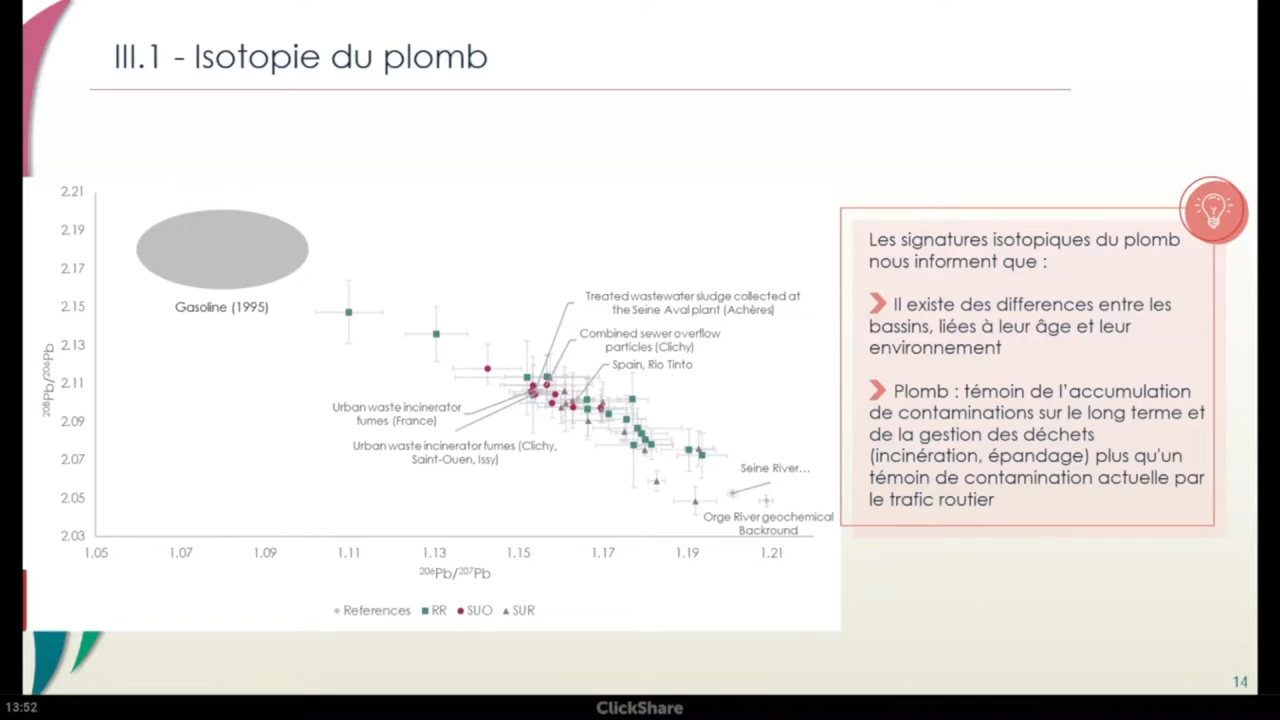 III.1 - Isotopie du plomb
2.21
2.19
2.17
2.15
2.13
2.11
2.09
2.07
2.05
2.03
²⁰⁸Pb/²⁰⁶Pb
Gasoline (1995)
Treated wastewater sludge collected at
the Seine Aval plant (Achères)
Combined sewer overflow
particles (Clichy)
Spain, Rio Tinto
Urban waste incinerator
fumes (France)
Urban waste incinerator fumes (Clichy,
Saint-Ouen, Issy)
Seine River...
Orge River geochemical
Backround
1.05 1.07 1.09 1.11 1.13 1.15 1.17 1.19 1.21
²⁰⁶Pb/²⁰⁷Pb
References RR SUO SUR
Les signatures isotopiques du plomb
nous informent que :
Il existe des differences entre les
bassins, liées à leur âge et leur
environnement
Plomb : témoin de l'accumulation
de contaminations sur le long terme et
de la gestion des déchets
(incinération, épandage) plus qu'un
témoin de contamination actuelle par
le trafic routier
14
13:52
ClickShare